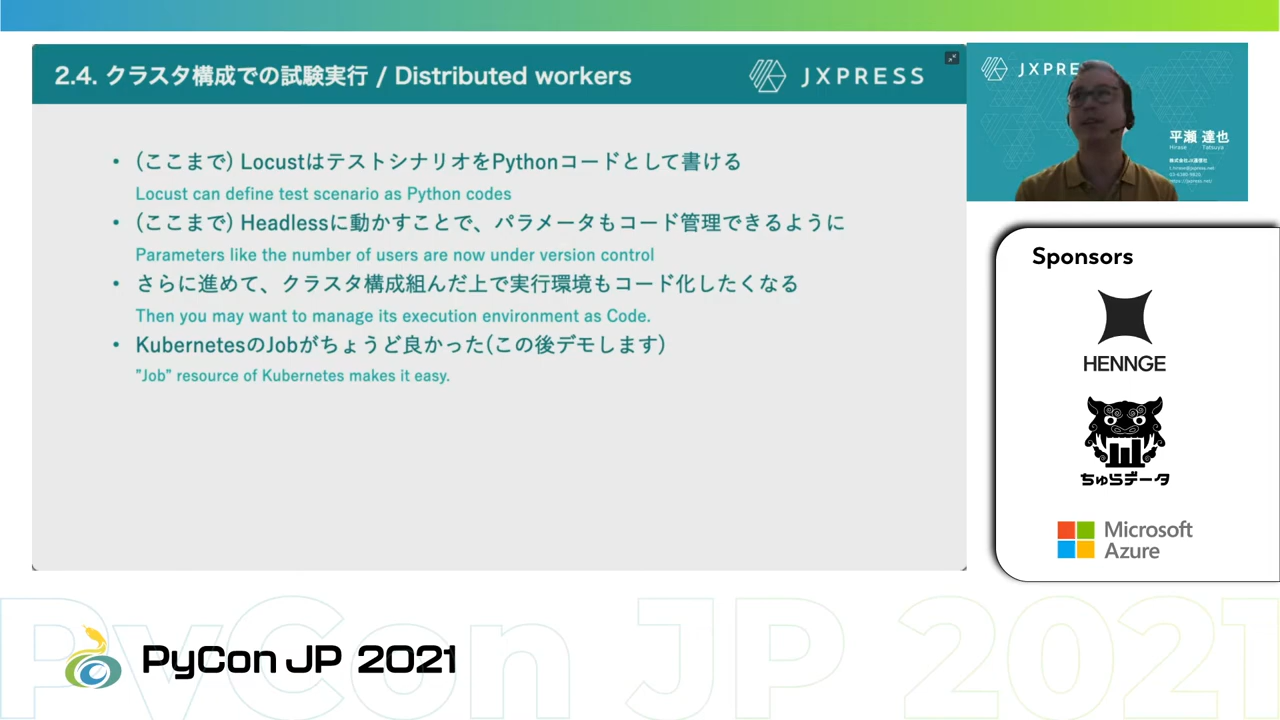 2.4. クラスタ構成での試験実行 / Distributed workers
JXPRESS
• (ここまで) LocustはテストシナリオをPythonコードとして書ける
Locust can define test scenario as Python codes
• (ここまで) Headlessに動かすことで、パラメータもコード管理できるように
Parameters like the number of users are now under version control
• さらに進めて、クラスタ構成組んだ上で実行環境もコード化したくなる
Then you may want to manage its execution environment as Code.
• KubernetesのJobがちょうど良かった(この後デモします)
"Job" resource of Kubernetes makes it easy.
JXPRE
平瀬 達也
Hirose Tatsuya
株式会社JX通信社
Sponsors
HENNGE
ちゅらデータ
Microsoft
Azure
PyCon JP 2021
PyCon JP 2021